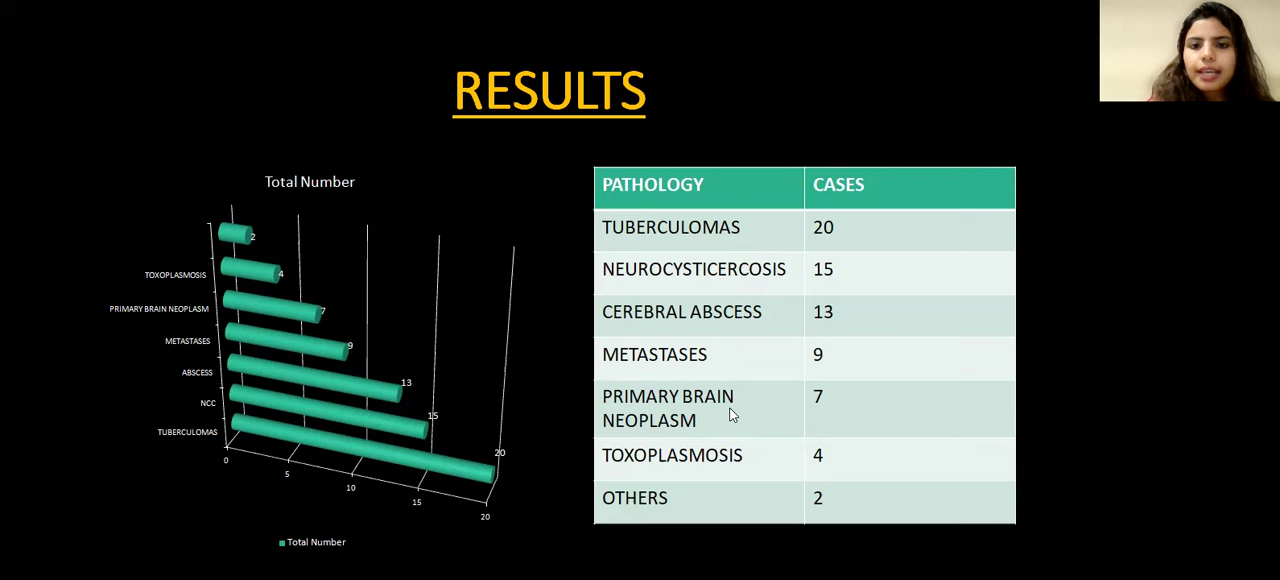 RESULTS
Total Number
2
TOXOPLASMOSIS 4
PRIMARY BRAIN NEOPLASM 7
METASTASES 9
ABSCESS 13
NCC 15
TUBERCULOMAS 20
0 5 10 15 20
Total Number
PATHOLOGY CASES
TUBERCULOMAS 20
NEUROCYSTICERCOSIS 15
CEREBRAL ABSCESS 13
METASTASES 9
PRIMARY BRAIN 7
NEOPLASM
TOXOPLASMOSIS 4
OTHERS 2